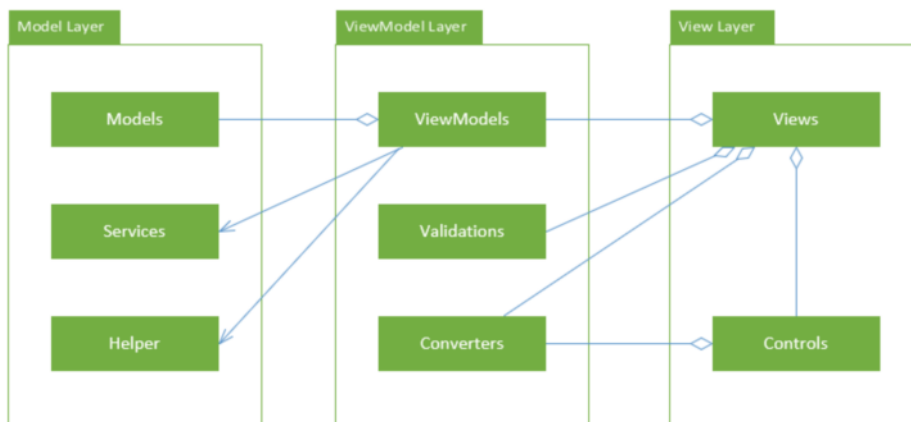 Model Layer
ViewModel Layer
View Layer
Models
ViewModels
Views
Services
Validations
Helper
Converters
Controls